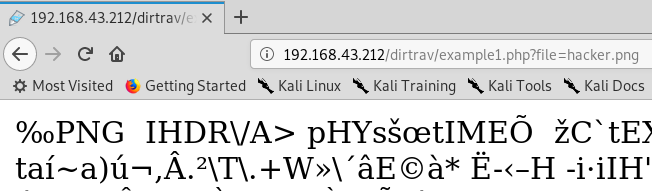 192.168.43.212/dirtrav/e
192.168.43.212/dirtrav/example1.php?file=hacker.png
Most Visited Getting Started Kali Linux Kali Training Kali Tools Kali Docs
‰PNG IHDR\/A> pHYsšœtIMEÕ žC`tEX
taí~a)ú¬,Â.²\T\.+W»\´âE©à* Ë-‹–H -i·iIH'